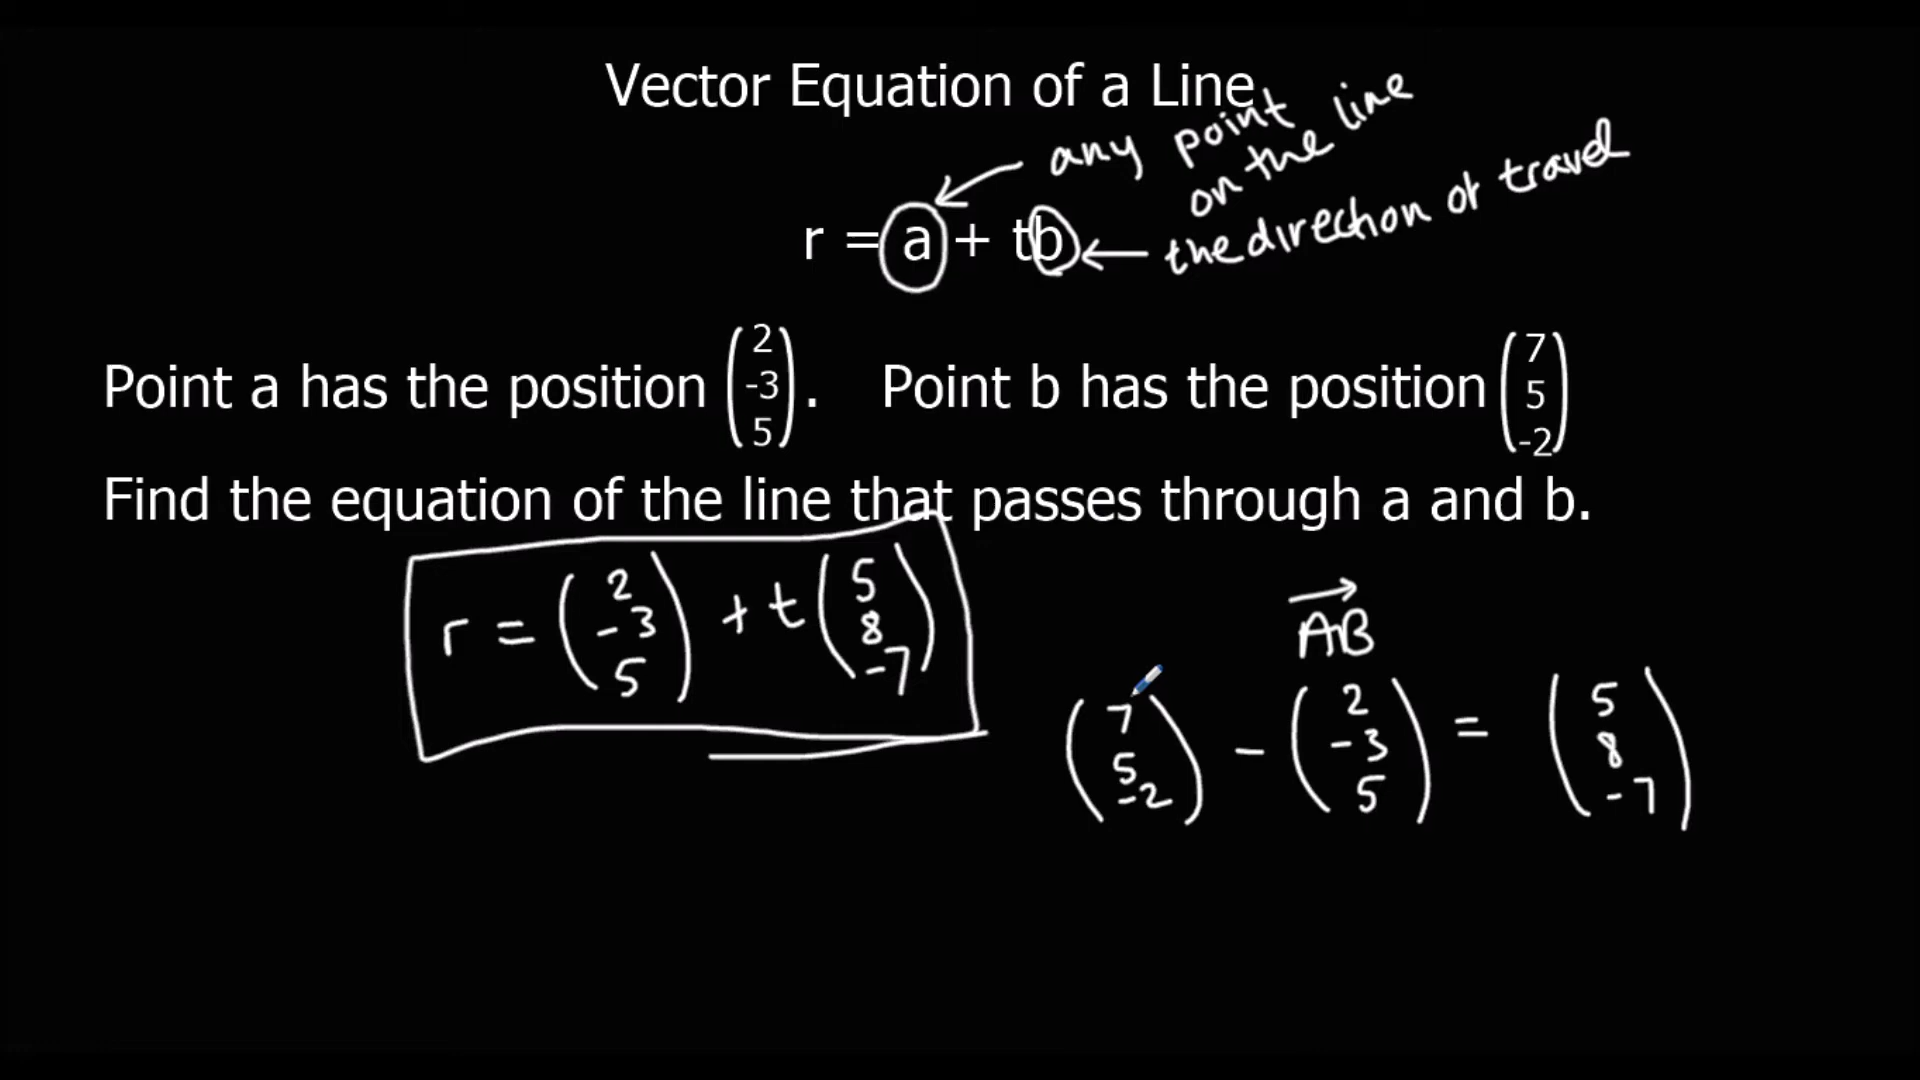 Vector Equation of a Line
any point
on the line
r = a + tb
the direction of travel
Point a has the position (2 -3 5). Point b has the position (7 5 -2)
Find the equation of the line that passes through a and b.
r = (2 -3 5) + t (5 8 -7)
AB
(7 5 -2) - (2 -3 5) = (5 8 -7)